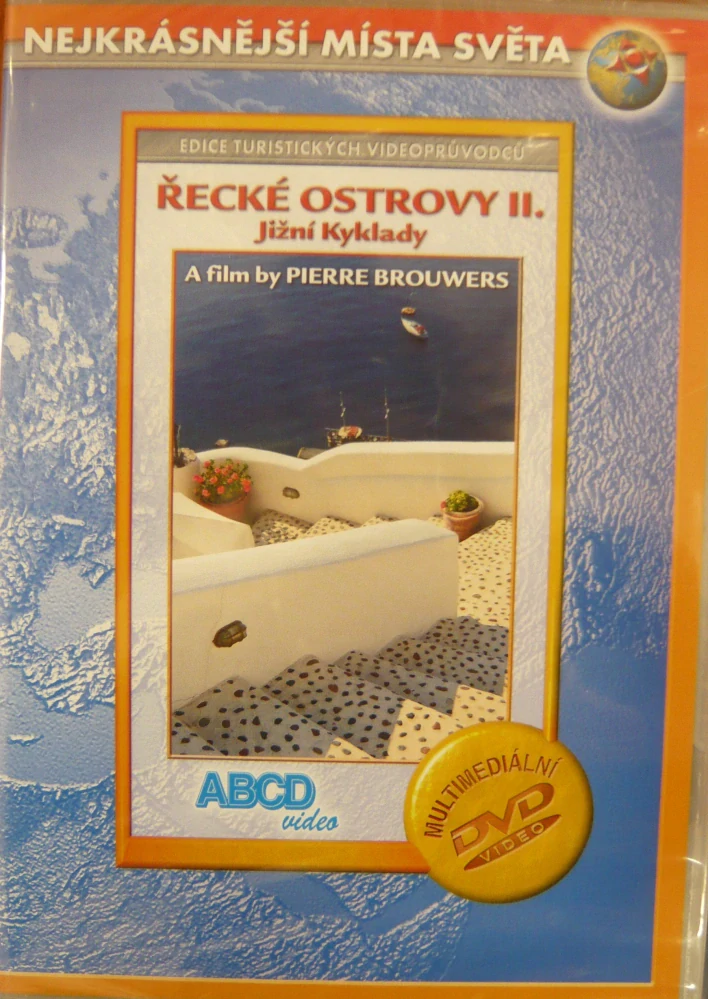 NEJKRÁSNĚJŠÍ MÍSTA SVĚTA
EDICE TURISTICKÝCH VIDEOPRŮVODCŮ
ŘECKÉ OSTROVY II.
Jižní Kyklady
A film by PIERRE BROUWERS
ABCD
video
MULTIMEDIÁLNÍ
DVD
VIDEO